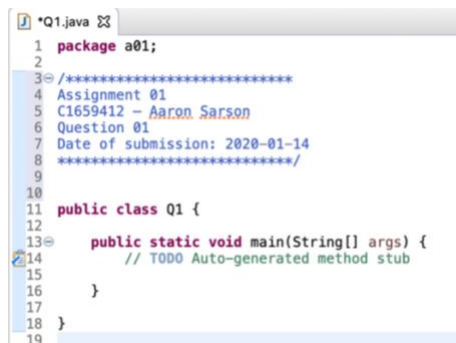 *Q1.java
1 package a01;
2
3 /***************************
4 Assignment 01
5 C1659412 – Aaron Sarson
6 Question 01
7 Date of submission: 2020-01-14
8 ****************************/
9
10
11 public class Q1 {
12
13 public static void main(String[] args) {
14 // TODO Auto-generated method stub
15
16 }
17
18 }
19